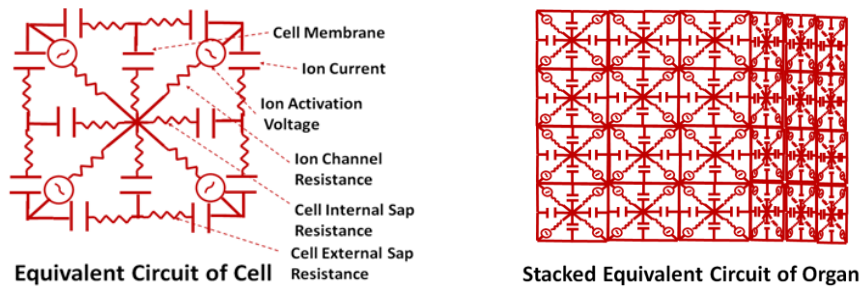 Cell Membrane
Ion Current
Ion Activation
Voltage
Ion Channel
Resistance
Cell Internal Sap
Resistance
Cell External Sap
Resistance
Equivalent Circuit of Cell
Stacked Equivalent Circuit of Organ